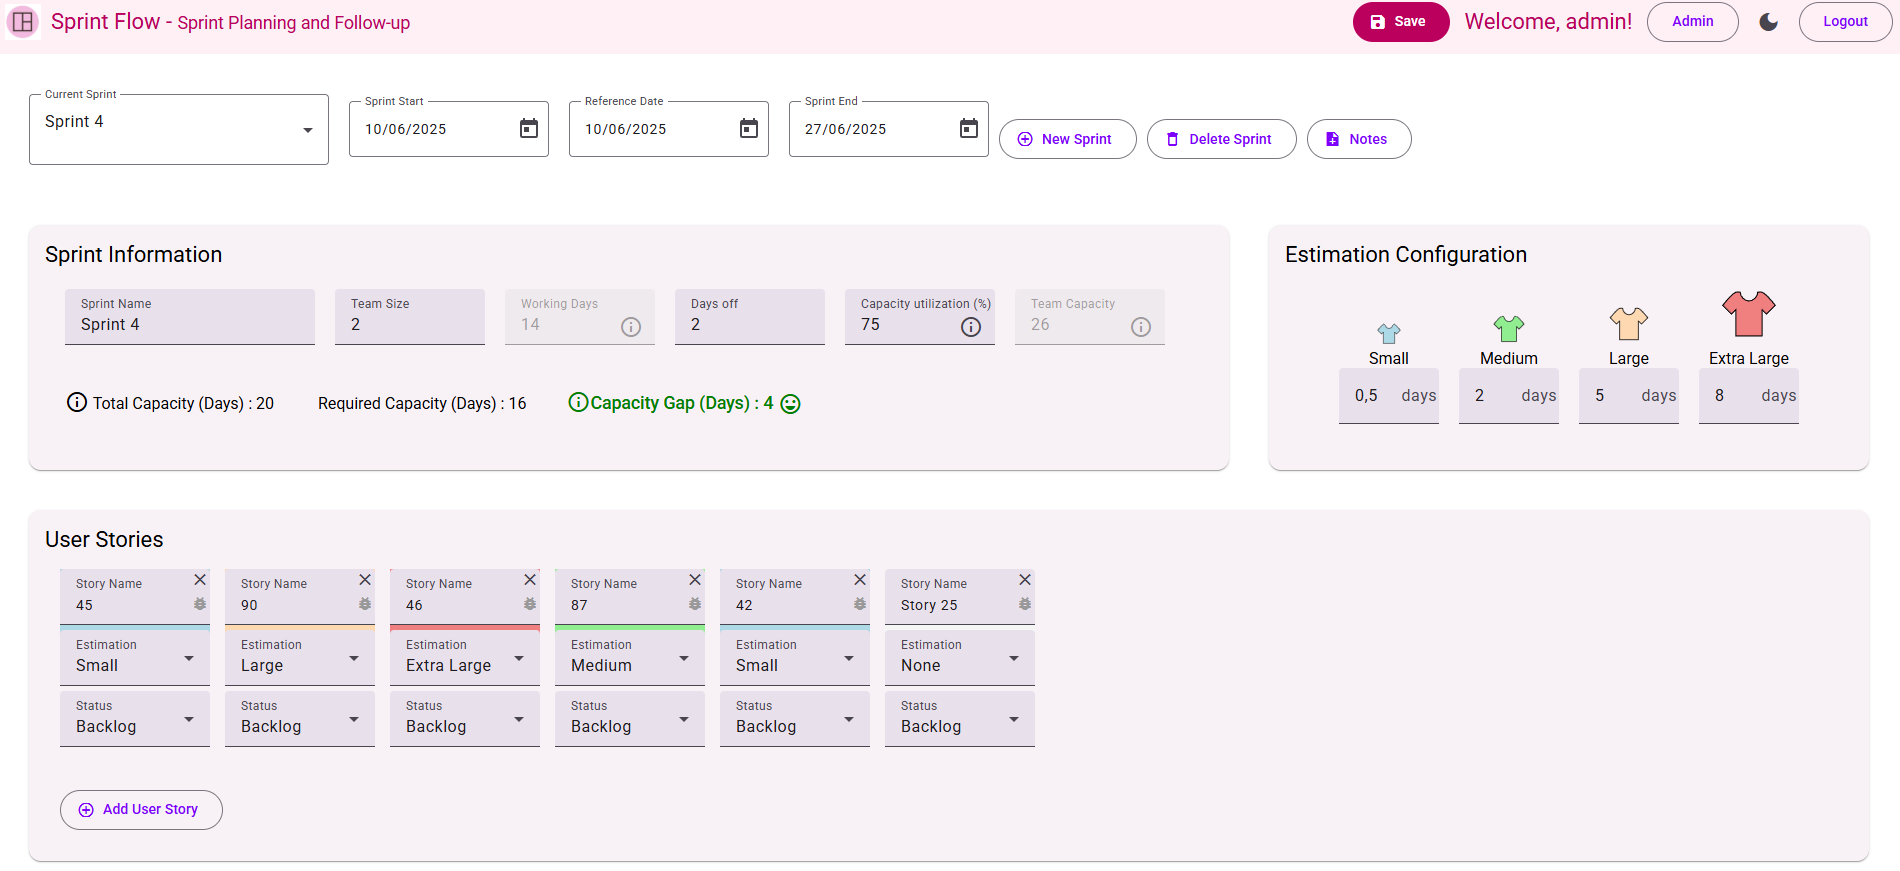 Sprint Flow - Sprint Planning and Follow-up
Save
Welcome, admin!
Admin
Logout
Current Sprint
Sprint 4
Sprint Start
10/06/2025
Reference Date
10/06/2025
Sprint End
27/06/2025
New Sprint
Delete Sprint
Notes
Sprint Information
Sprint Name
Sprint 4
Team Size
2
Working Days
14
Days off
2
Capacity utilization (%)
75
Team Capacity
26
Total Capacity (Days) : 20
Required Capacity (Days) : 16
Capacity Gap (Days) : 4
Estimation Configuration
Small
0,5 days
Medium
2 days
Large
5 days
Extra Large
8 days
User Stories
Story Name
45
Estimation
Small
Status
Backlog
Story Name
90
Estimation
Large
Status
Backlog
Story Name
46
Estimation
Extra Large
Status
Backlog
Story Name
87
Estimation
Medium
Status
Backlog
Story Name
42
Estimation
Small
Status
Backlog
Story Name
Story 25
Estimation
None
Status
Backlog
Add User Story